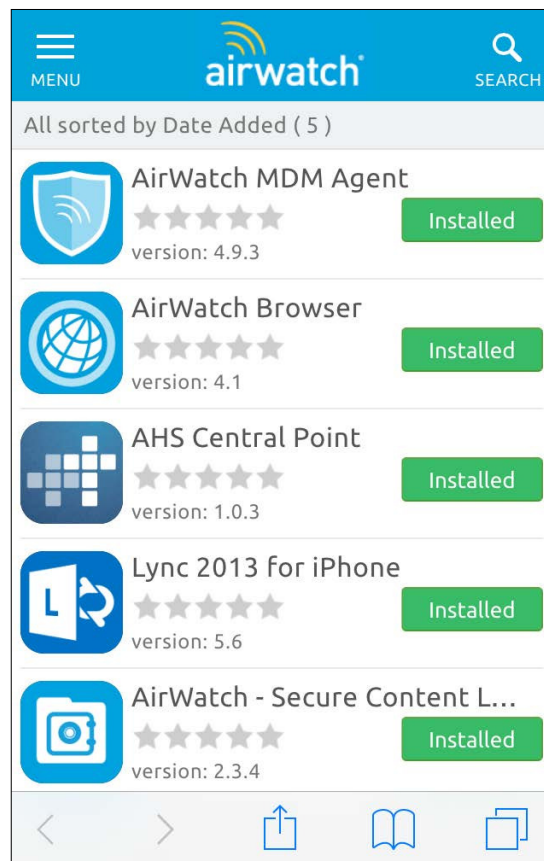 MENU
airwatch
SEARCH
All sorted by Date Added ( 5 )
AirWatch MDM Agent
Installed
version: 4.9.3
AirWatch Browser
Installed
version: 4.1
AHS Central Point
Installed
version: 1.0.3
Lync 2013 for iPhone
L
Installed
version: 5.6
AirWatch - Secure Content L...
Installed
version: 2.3.4